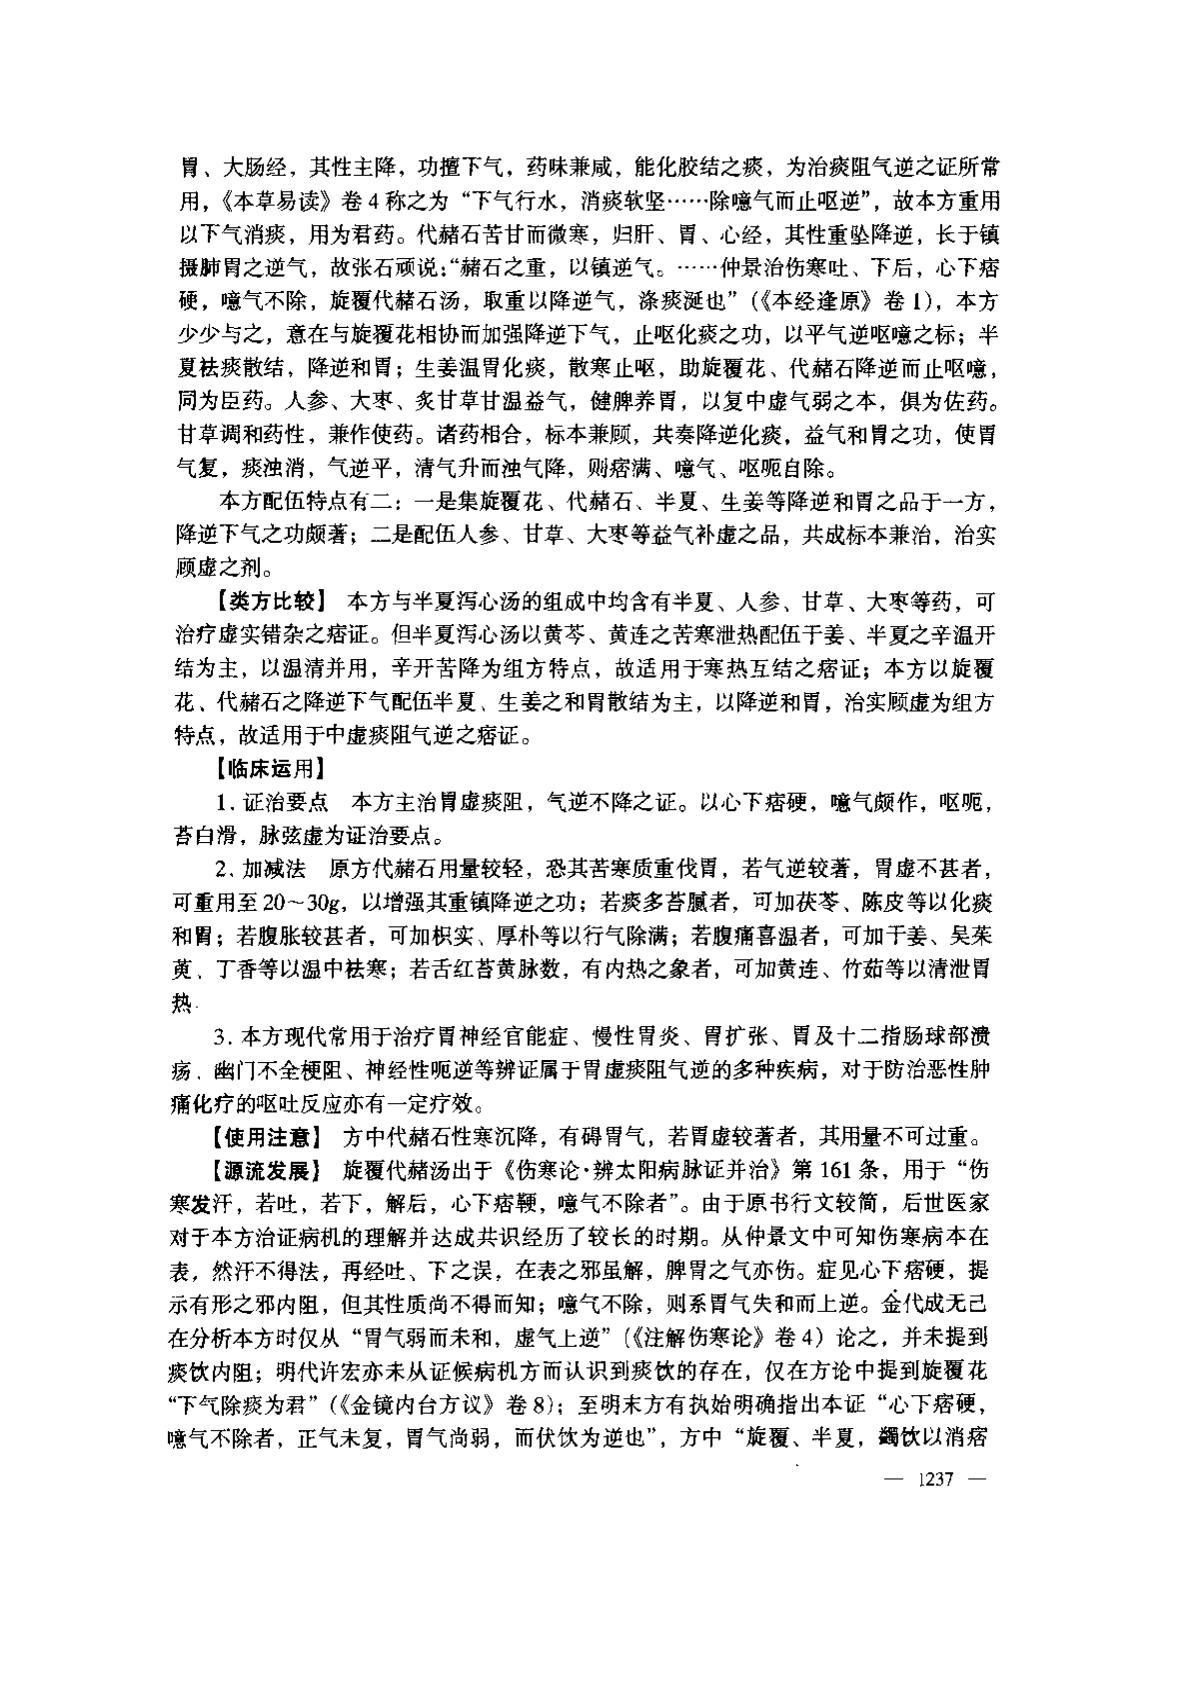 胃、大肠经，其性主降，功擅下气，药味兼咸，能化胶结之痰，为治痰阻气逆之证所常
用，《本草易读》卷 4 称之为“下气行水，消痰软坚……除噫气而止呕逆”，故本方重用
以下气消痰，用为君药。代赭石苦甘而微寒，归肝、胃、心经，其性重坠降逆，长于镇
摄肺胃之逆气，故张石顽说：“赭石之重，以镇逆气。……仲景治伤寒吐、下后，心下痞
硬，噫气不除，旋覆代赭石汤，取重以降逆气，涤痰涎也”（《本经逢原》卷 1），本方
少少与之，意在与旋覆花相协而加强降逆下气，止呕化痰之功，以平气逆呕噫之标；半
夏祛痰散结，降逆和胃；生姜温胃化痰，散寒止呕，助旋覆花、代赭石降逆而止呕噫，
同为臣药。人参、大枣、炙甘草甘温益气，健脾养胃，以复中虚气弱之本，俱为佐药。
甘草调和药性，兼作使药。诸药相合，标本兼顾，共奏降逆化痰，益气和胃之功，使胃
气复，痰浊消，气逆平，清气升而浊气降，则痞满、噫气、呕呃自除。
本方配伍特点有二：一是集旋覆花、代赭石、半夏、生姜等降逆和胃之品于一方，
降逆下气之功颇著；二是配伍人参、甘草、大枣等益气补虚之品，共成标本兼治，治实
顾虚之剂。
【类方比较】 本方与半夏泻心汤的组成中均含有半夏、人参、甘草、大枣等药，可
治疗虚实错杂之痞证。但半夏泻心汤以黄芩、黄连之苦寒泄热配伍于姜、半夏之辛温开
结为主，以温清并用，辛开苦降为组方特点，故适用于寒热互结之痞证；本方以旋覆
花、代赭石之降逆下气配伍半夏、生姜之和胃散结为主，以降逆和胃，治实顾虚为组方
特点，故适用于中虚痰阻气逆之痞证。
【临床运用】
1. 证治要点 本方主治胃虚痰阻，气逆不降之证。以心下痞硬，噫气颇作，呕呃，
苔白滑，脉弦虚为证治要点。
2. 加减法 原方代赭石用量较轻，恐其苦寒质重伐胃，若气逆较著，胃虚不甚者，
可重用至 20～30g，以增强其重镇降逆之功；若痰多苔腻者，可加茯苓、陈皮等以化痰
和胃；若腹胀较甚者，可加枳实、厚朴等以行气除满；若腹痛喜温者，可加干姜、吴茱
萸、丁香等以温中祛寒；若舌红苔黄脉数，有内热之象者，可加黄连、竹茹等以清泄胃
热.
3. 本方现代常用于治疗胃神经官能症、慢性胃炎、胃扩张、胃及十二指肠球部溃
疡、幽门不全梗阻、神经性呃逆等辨证属于胃虚痰阻气逆的多种疾病，对于防治恶性肿
痛化疗的呕吐反应亦有一定疗效。
【使用注意】 方中代赭石性寒沉降，有碍胃气，若胃虚较著者，其用量不可过重。
【源流发展】 旋覆代赭汤出于《伤寒论·辨太阳病脉证并治》第 161 条，用于“伤
寒发汗，若吐，若下，解后，心下痞鞕，噫气不除者”。由于原书行文较简，后世医家
对于本方治证病机的理解并达成共识经历了较长的时期。从仲景文中可知伤寒病本在
表，然汗不得法，再经吐、下之误，在表之邪虽解，脾胃之气亦伤。症见心下痞硬，提
示有形之邪内阻，但其性质尚不得而知；噫气不除，则系胃气失和而上逆。金代成无己
在分析本方时仅从“胃气弱而未和，虚气上逆”（《注解伤寒论》卷 4）论之，并未提到
痰饮内阻；明代许宏亦未从证候病机方而认识到痰饮的存在，仅在方论中提到旋覆花
“下气除痰为君”（《金镜内台方议》卷 8）；至明末方有执始明确指出本证“心下痞硬，
噫气不除者，正气未复，胃气尚弱，而伏饮为逆也”，方中“旋覆、半夏，蠲饮以消痞
— 1237 —